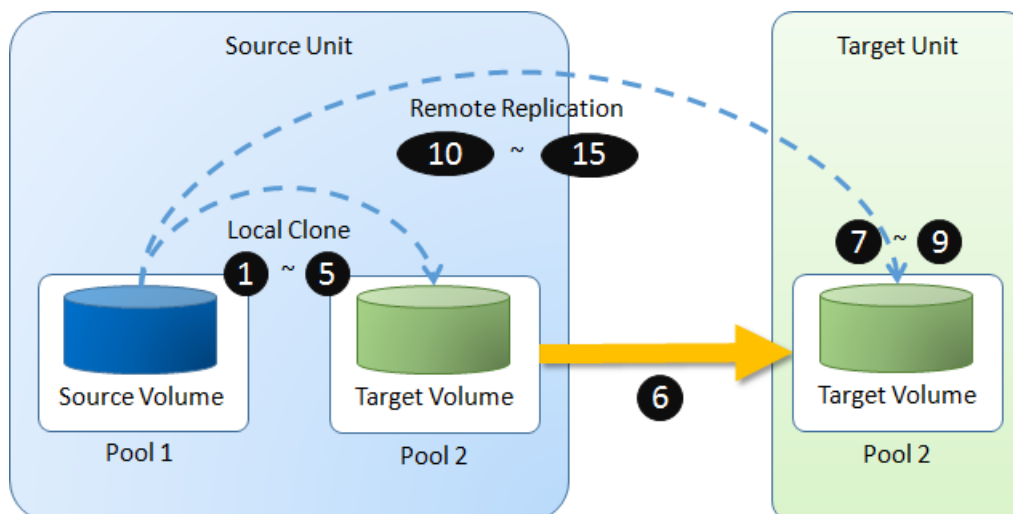 Source Unit
Target Unit
Remote Replication
10 ~ 15
Local Clone
1 ~ 5
7 ~ 9
Source Volume
Target Volume
6
Target Volume
Pool 1
Pool 2
Pool 2